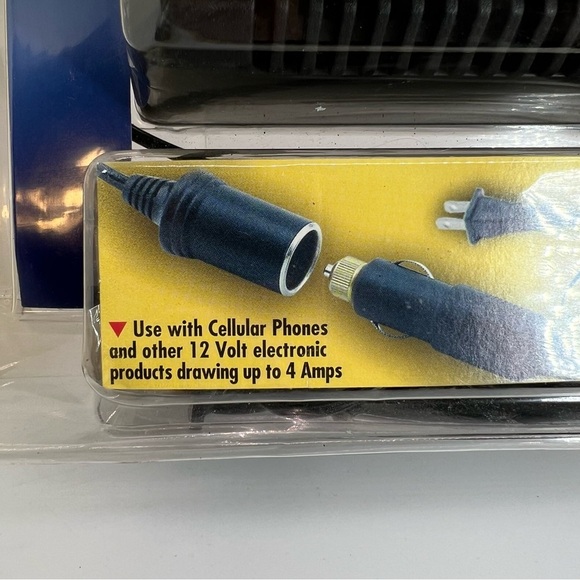 Use with Cellular Phones
and other 12 Volt electronic
products drawing up to 4 Amps